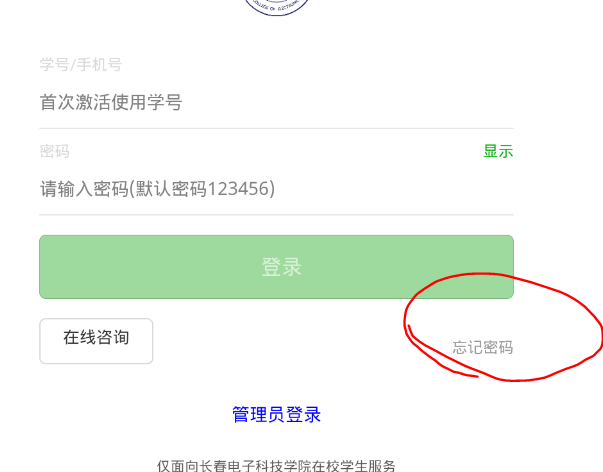 COLLEGE OF
学号/手机号
首次激活使用学号
密码
显示
请输入密码(默认密码123456)
登录
在线咨询
忘记密码
管理员登录
仅面向长春电子科技学院在校学生服务